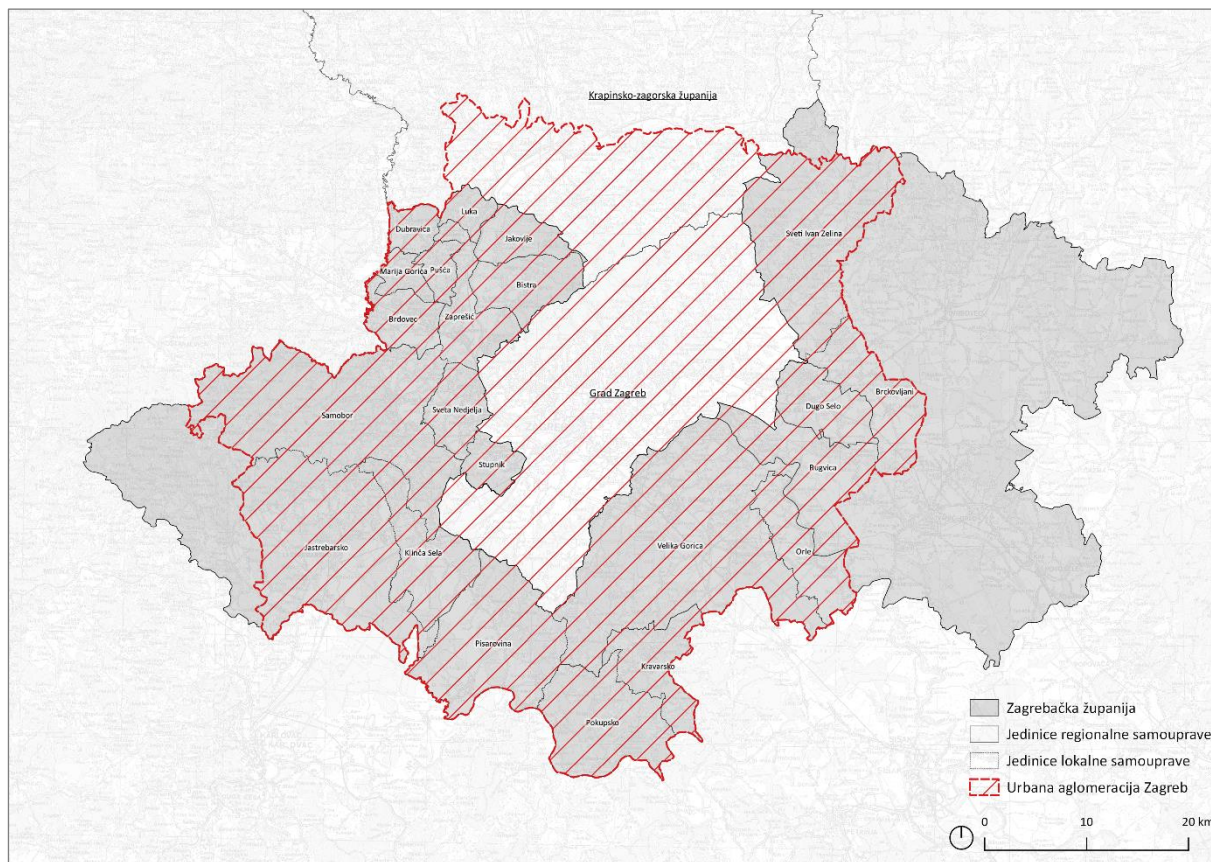 Krapinsko-zagorska županija
Luka
Dubravica
Jakovlje
Sveti Ivan Zelina
Marija Gorica
Pušća
Bistra
Brdovec
Zaprešić
Grad Zagreb
Brckovljani
Samobor
Sveta Nedjelja
Dugo Selo
Stupnik
Rugvica
Jastrebarsko
Klinča Sela
Velika Gorica
Orle
Pisarovina
Kravarsko
Pokupsko
Zagrebačka županija
Jedinice regionalne samouprave
Jedinice lokalne samouprave
Urbana aglomeracija Zagreb
0 10 20 km